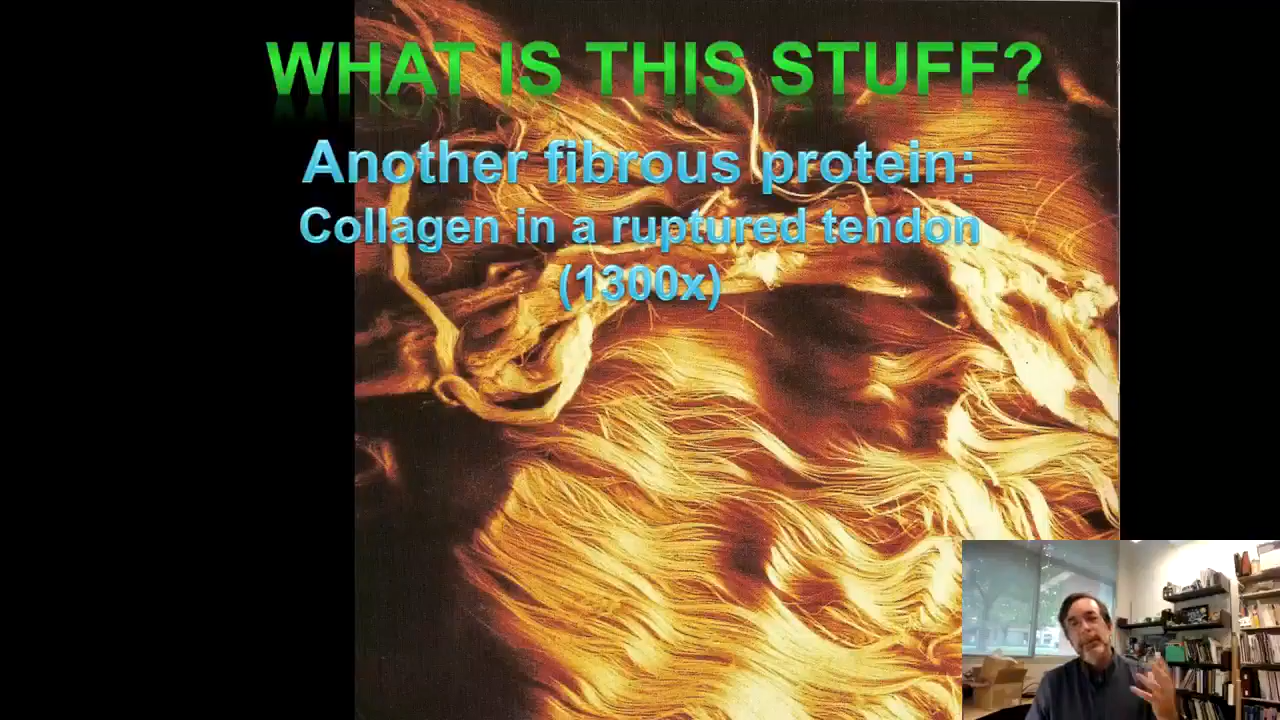 WHAT IS THIS STUFF?
Another fibrous protein:
Collagen in a ruptured tendon
(1300x)